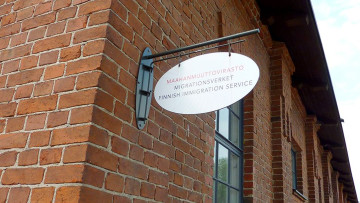 MAAHANMUUTTOVIRASTO
MIGRATIONSVERKET
FINNISH IMMIGRATION SERVICE